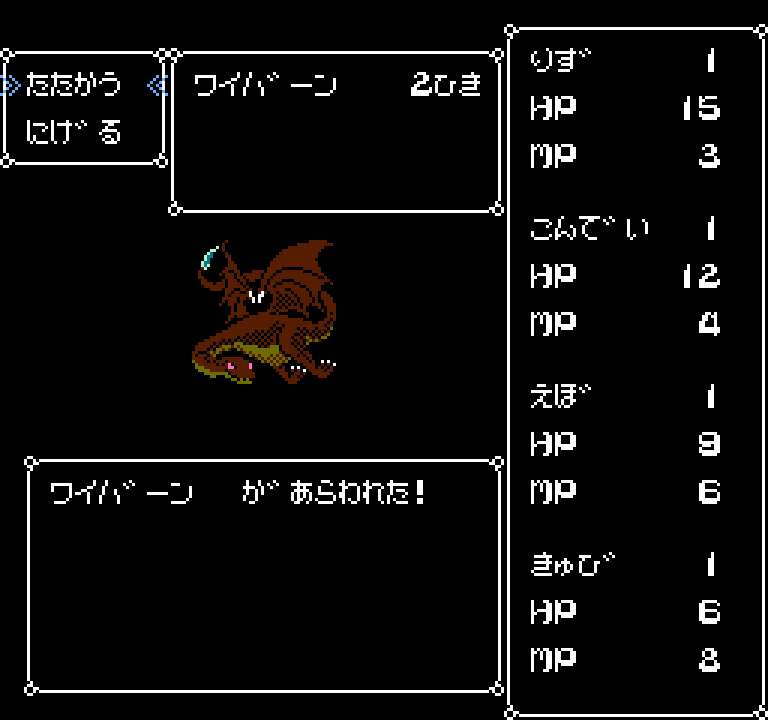 たたかう
にげる
ワイバーン 2ひき
ワイバーン があらわれた!
りず 1
HP 15
MP 3
こんでい 1
HP 12
MP 4
えぼ 1
HP 9
MP 6
きゅび 1
HP 6
MP 8